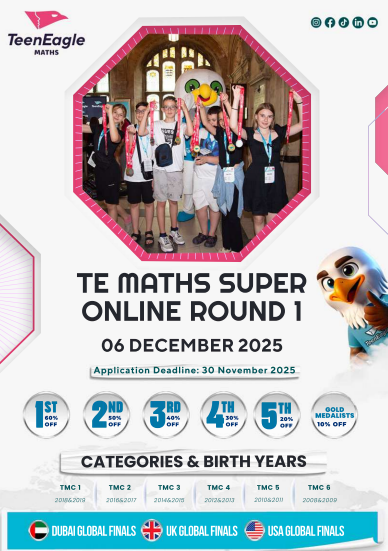 TeenEagle
MATHS
TE MATHS SUPER
ONLINE ROUND 1
06 DECEMBER 2025
Application Deadline: 30 November 2025
1ST 60% OFF
2ND 50% OFF
3RD 40% OFF
4TH 30% OFF
5TH 20% OFF
GOLD MEDALISTS 10% OFF
CATEGORIES & BIRTH YEARS
TMC 1 TMC 2 TMC 3 TMC 4 TMC 5 TMC 6
2018&2019 2016&2017 2014&2015 2012&2013 2010&2011 2008&2009
DUBAI GLOBAL FINALS UK GLOBAL FINALS USA GLOBAL FINALS